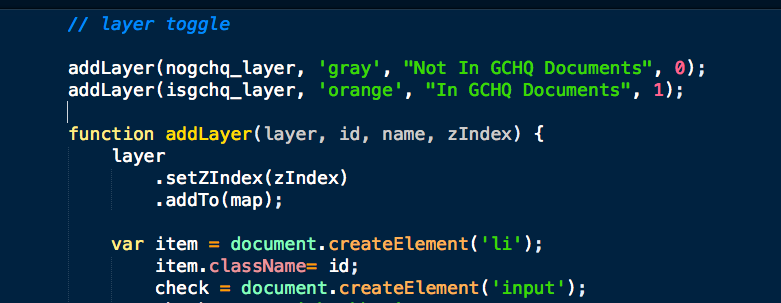 // layer toggle
addLayer(nogchq_layer, 'gray', "Not In GCHQ Documents", 0);
addLayer(isgchq_layer, 'orange', "In GCHQ Documents", 1);
function addLayer(layer, id, name, zIndex) {
layer
.setZIndex(zIndex)
.addTo(map);
var item = document.createElement('li');
item.className= id;
check = document.createElement('input');